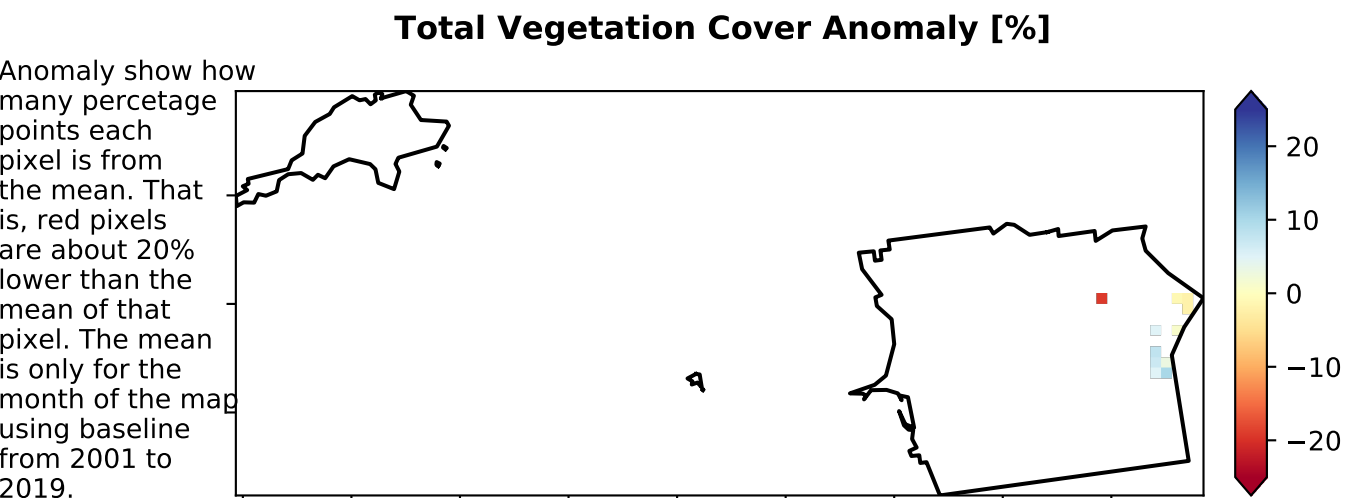 Total Vegetation Cover Anomaly [%]
Anomaly show how
many percetage
points each
pixel is from
the mean. That
is, red pixels
are about 20%
lower than the
mean of that
pixel. The mean
is only for the
month of the map
using baseline
from 2001 to
2019.
20
10
0
−10
−20